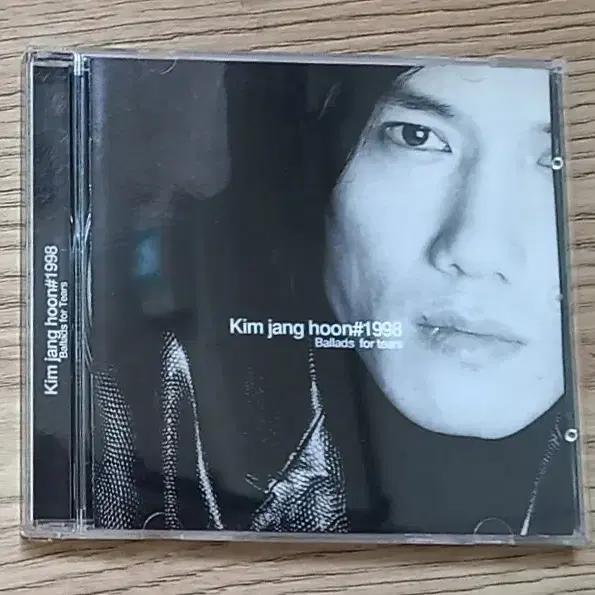 Kim jang hoon#1998
Ballads for Tears
Kim jang hoon#1998
Ballads for tears